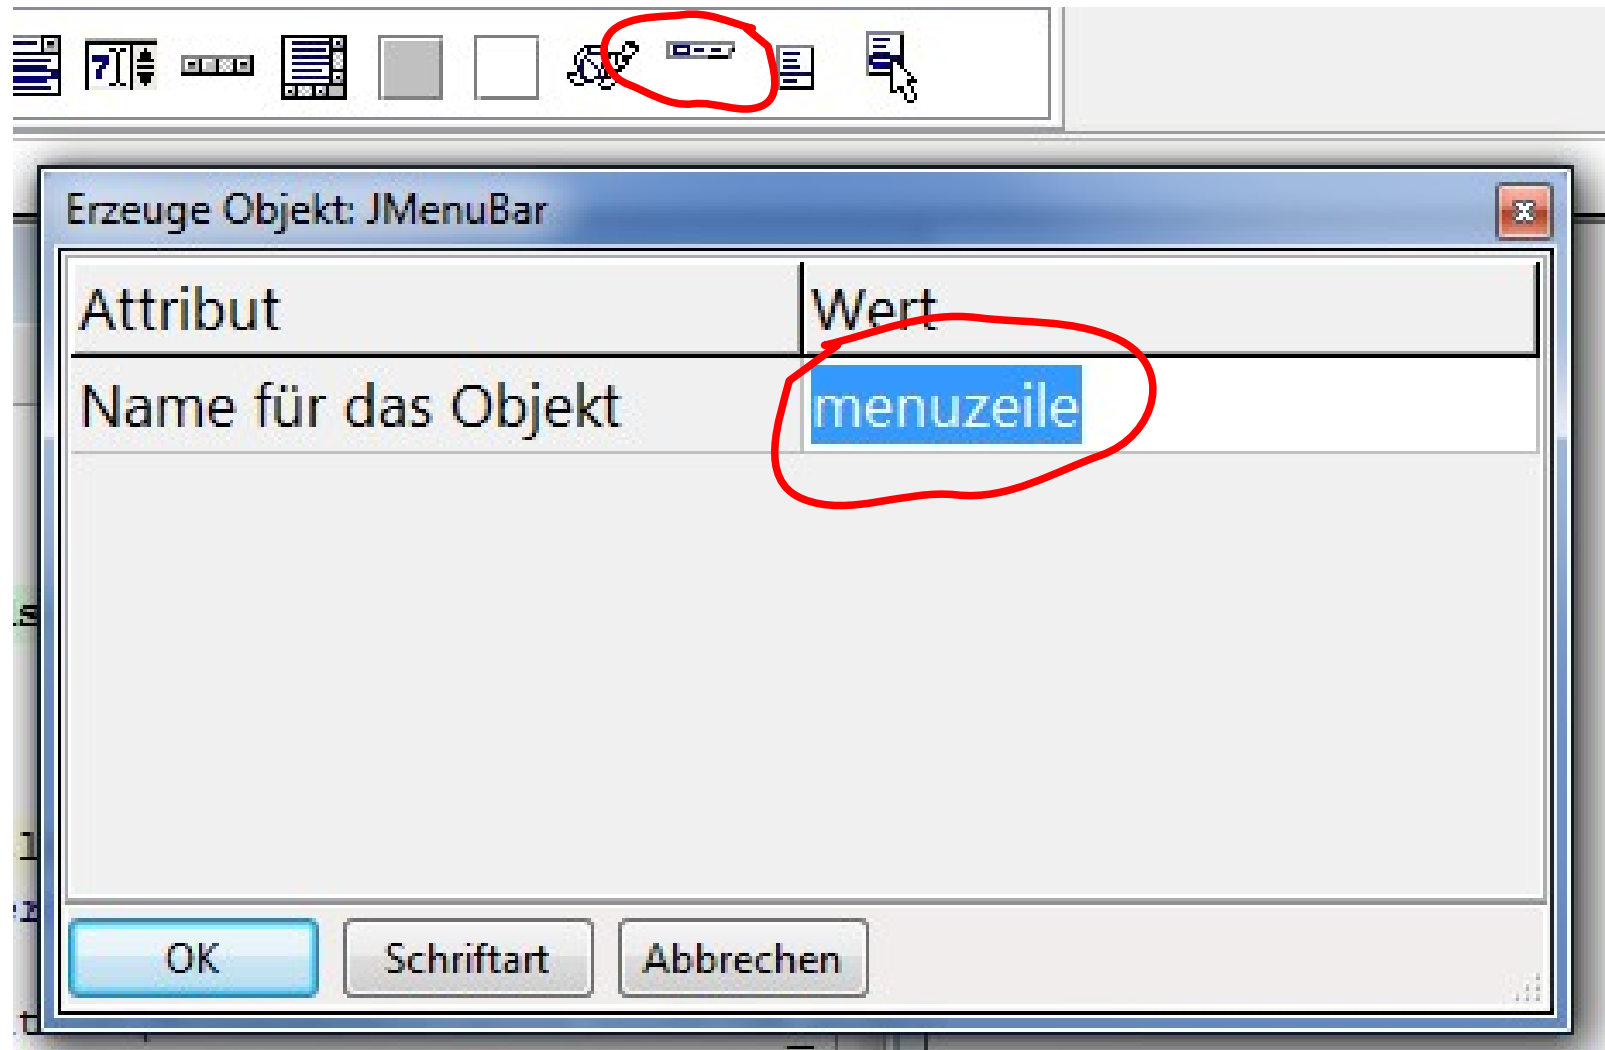 Erzeuge Objekt: JMenuBar
Attribut Wert
Name für das Objekt menuzeile
OK Schriftart Abbrechen